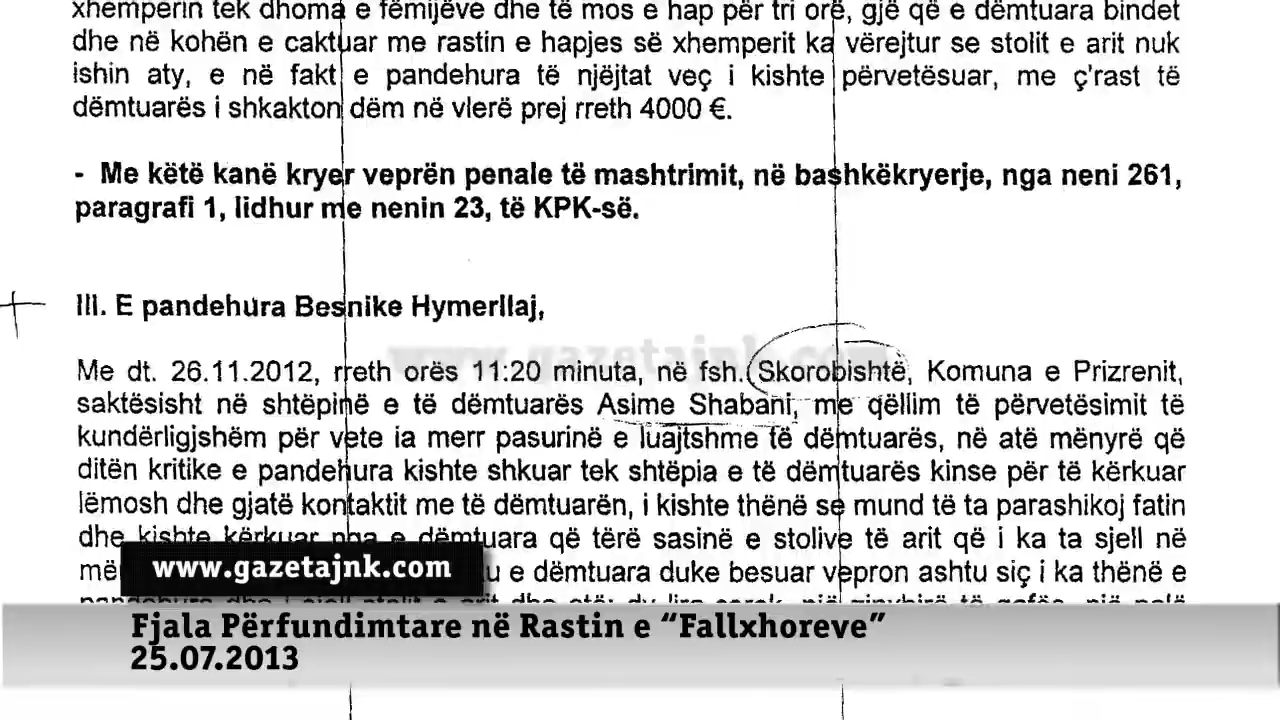 xhemperin tek dhoma e fëmijëve dhe të mos e hap për tri orë, gjë që e dëmtuara bindet
dhe në kohën e caktuar me rastin e hapjes së xhemperit ka vërejtur se stolit e arit nuk
ishin aty, e në fakt e pandehura të njëjtat veç i kishte përvetësuar, me ç'rast të
dëmtuarës i shkakton dëm në vlerë prej rreth 4000 €.
- Me këtë kanë kryer veprën penale të mashtrimit, në bashkëkryerje, nga neni 261,
paragrafi 1, lidhur me nenin 23, të KPK-së.
III. E pandehura Besnike Hymerllaj,
www.gazetajnk.com
Me dt. 26.11.2012, rreth orës 11:20 minuta, në fsh. Skorobishtë, Komuna e Prizrenit,
saktësisht në shtëpinë e të dëmtuarës Asime Shabani, me qëllim të përvetësimit të
kundërligjshëm për vete ia merr pasurinë e luajtshme të dëmtuarës, në atë mënyrë që
ditën kritike e pandehura kishte shkuar tek shtëpia e të dëmtuarës kinse për të kërkuar
lëmosh dhe gjatë kontaktit me të dëmtuarën, i kishte thënë se mund të ta parashikoj fatin
dhe kishte kërkuar nga e dëmtuara që tërë sasinë e stolive të arit që i ka ta sjell në
e dëmtuara duke besuar vepron ashtu siç i ka thënë e
www.gazetajnk.com
Fjala Përfundimtare në Rastin e “Fallxhoreve”
25.07.2013